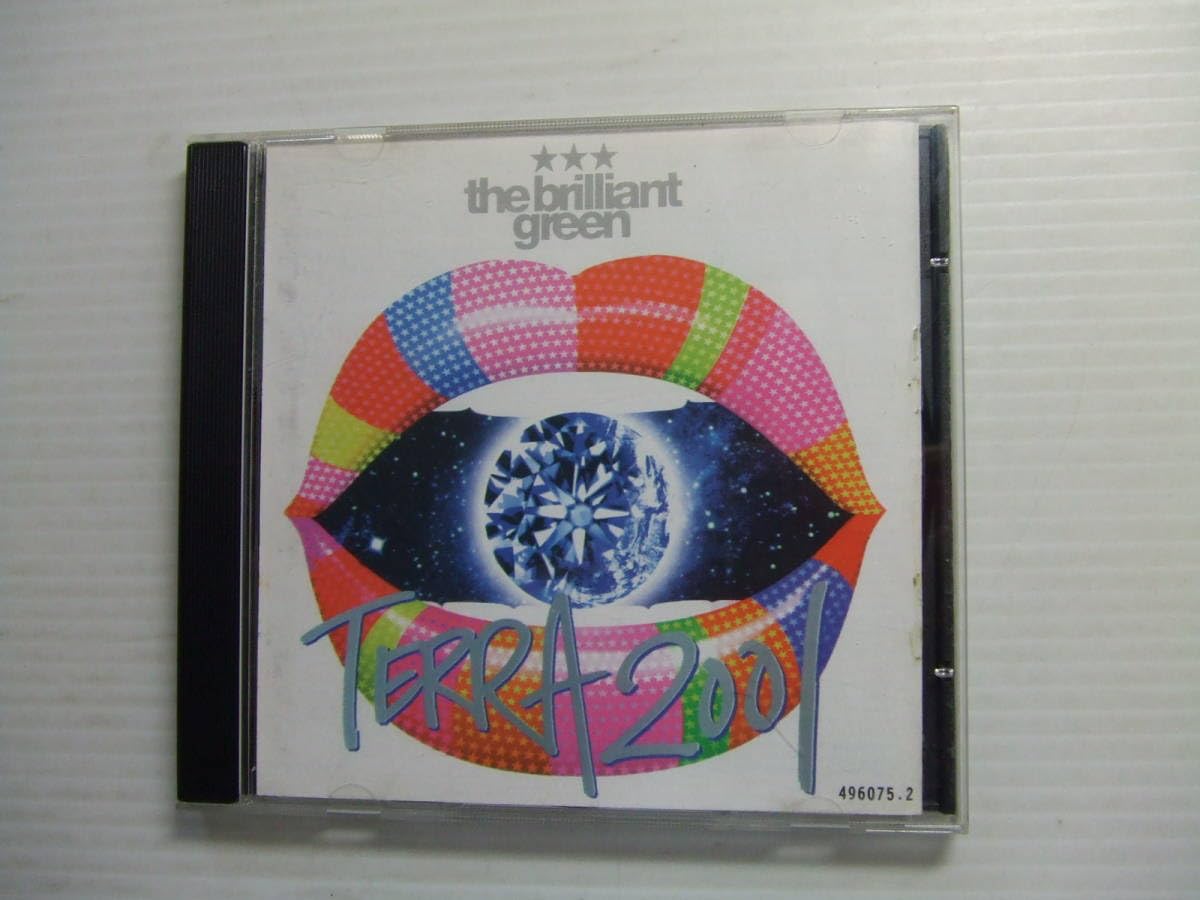 ★★★
the brilliant
green
TERRA 2001
496075.2